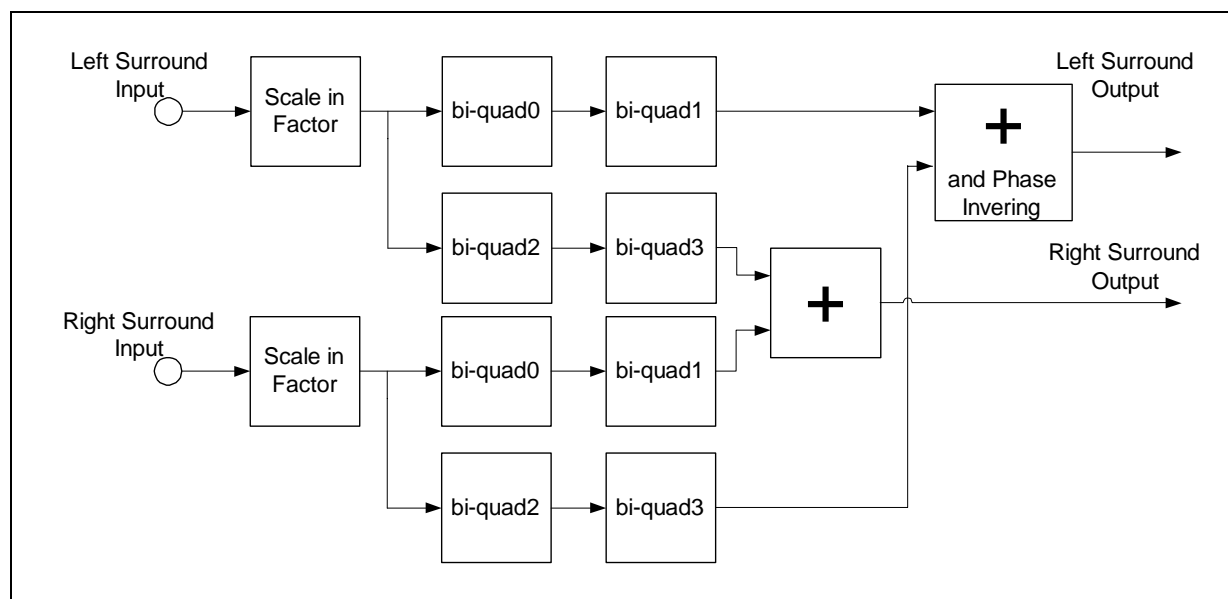 Left Surround
Input
Scale in
Factor
bi-quad0
bi-quad1
+
and Phase
Invering
Left Surround
Output
bi-quad2
bi-quad3
+
Right Surround
Output
Right Surround
Input
Scale in
Factor
bi-quad0
bi-quad1
bi-quad2
bi-quad3